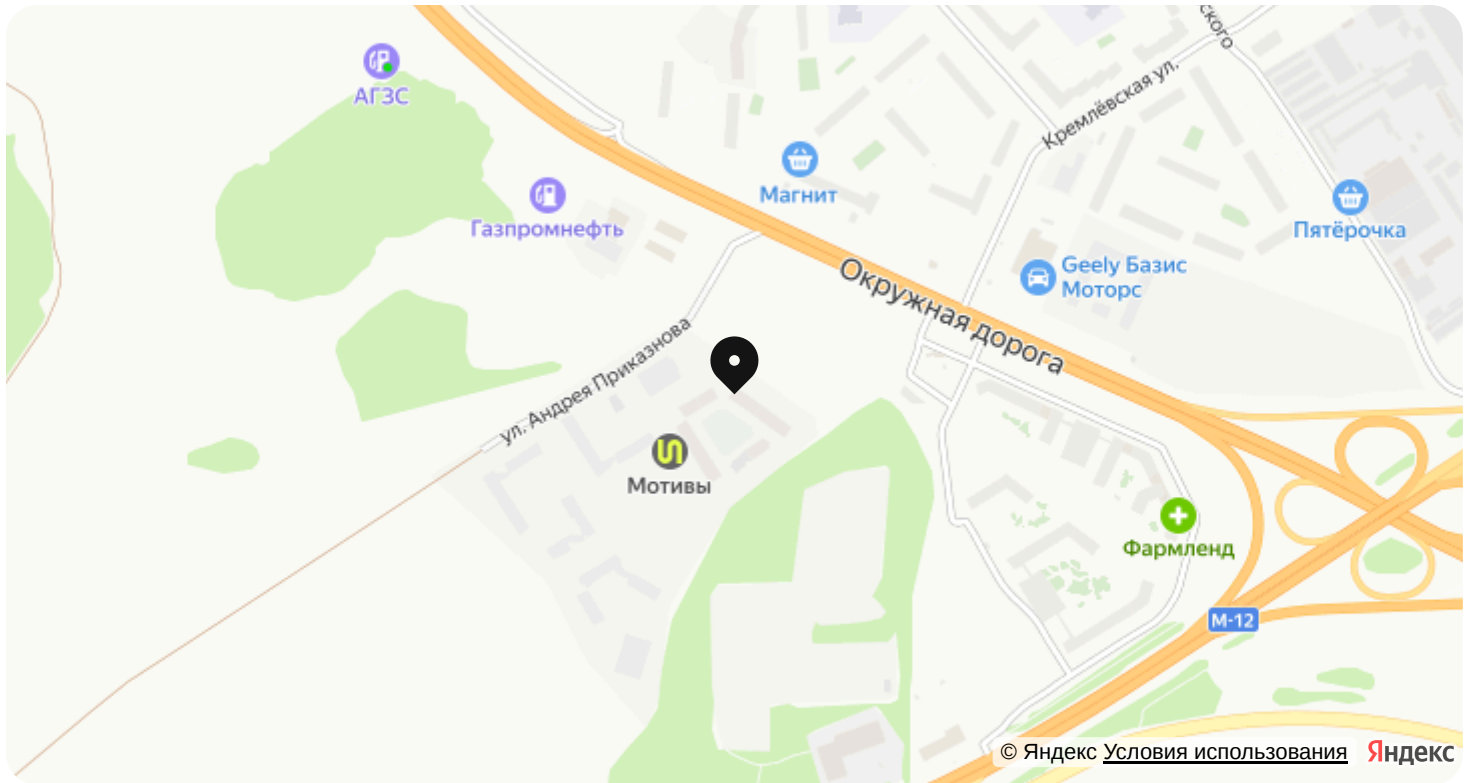 ского
АГЗС
Кремлёвская ул.
Магнит
Газпромнефть
Пятёрочка
Geely Базис
Моторс
Окружная дорога
ул. Андрея Приказнова
Мотивы
Фармленд
М-12
© Яндекс Условия использования Яндекс